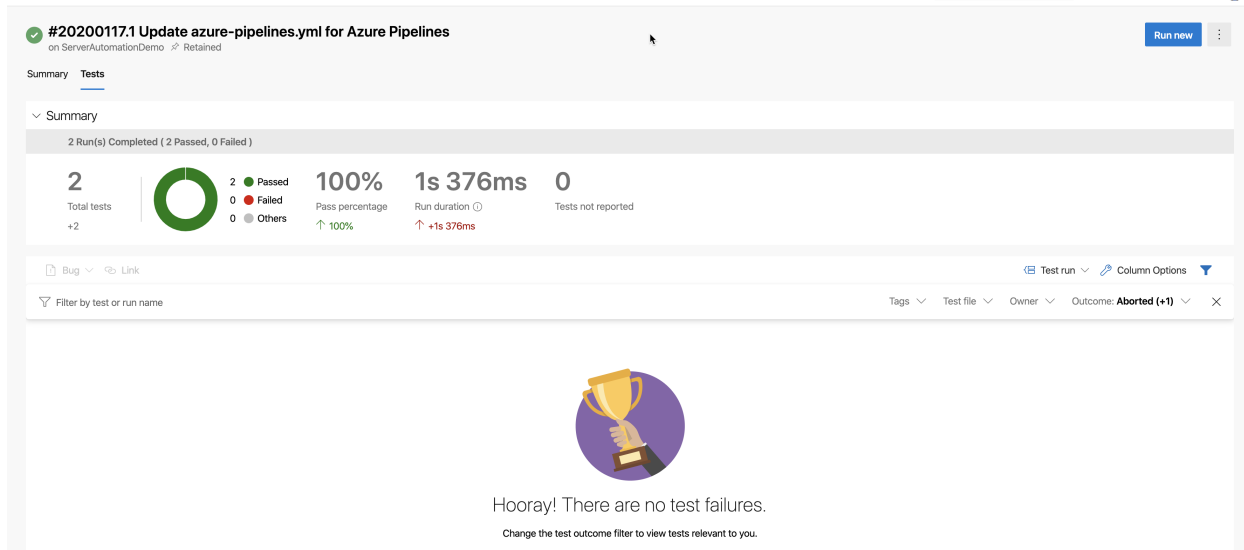 #20200117.1 Update azure-pipelines.yml for Azure Pipelines
on ServerAutomationDemo Retained
Run new
Summary Tests
Summary
2 Run(s) Completed ( 2 Passed, 0 Failed )
2
Total tests
+2
2 Passed
0 Failed
0 Others
100%
Pass percentage
100%
1s 376ms
Run duration
+1s 376ms
0
Tests not reported
Bug Link
Test run Column Options
Filter by test or run name
Tags Test file Owner Outcome: Aborted (+1)
Hooray! There are no test failures.
Change the test outcome filter to view tests relevant to you.